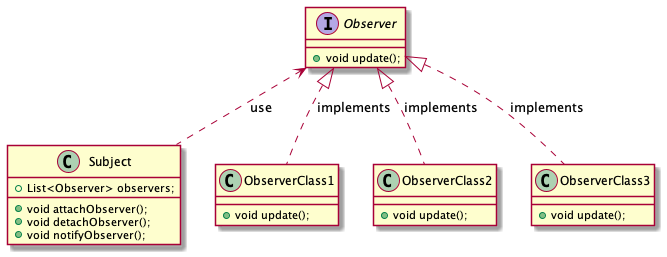 I Observer
void update();
use
implements
implements
implements
C Subject
List<Observer> observers;
void attachObserver();
void detachObserver();
void notifyObserver();
C ObserverClass1
void update();
C ObserverClass2
void update();
C ObserverClass3
void update();